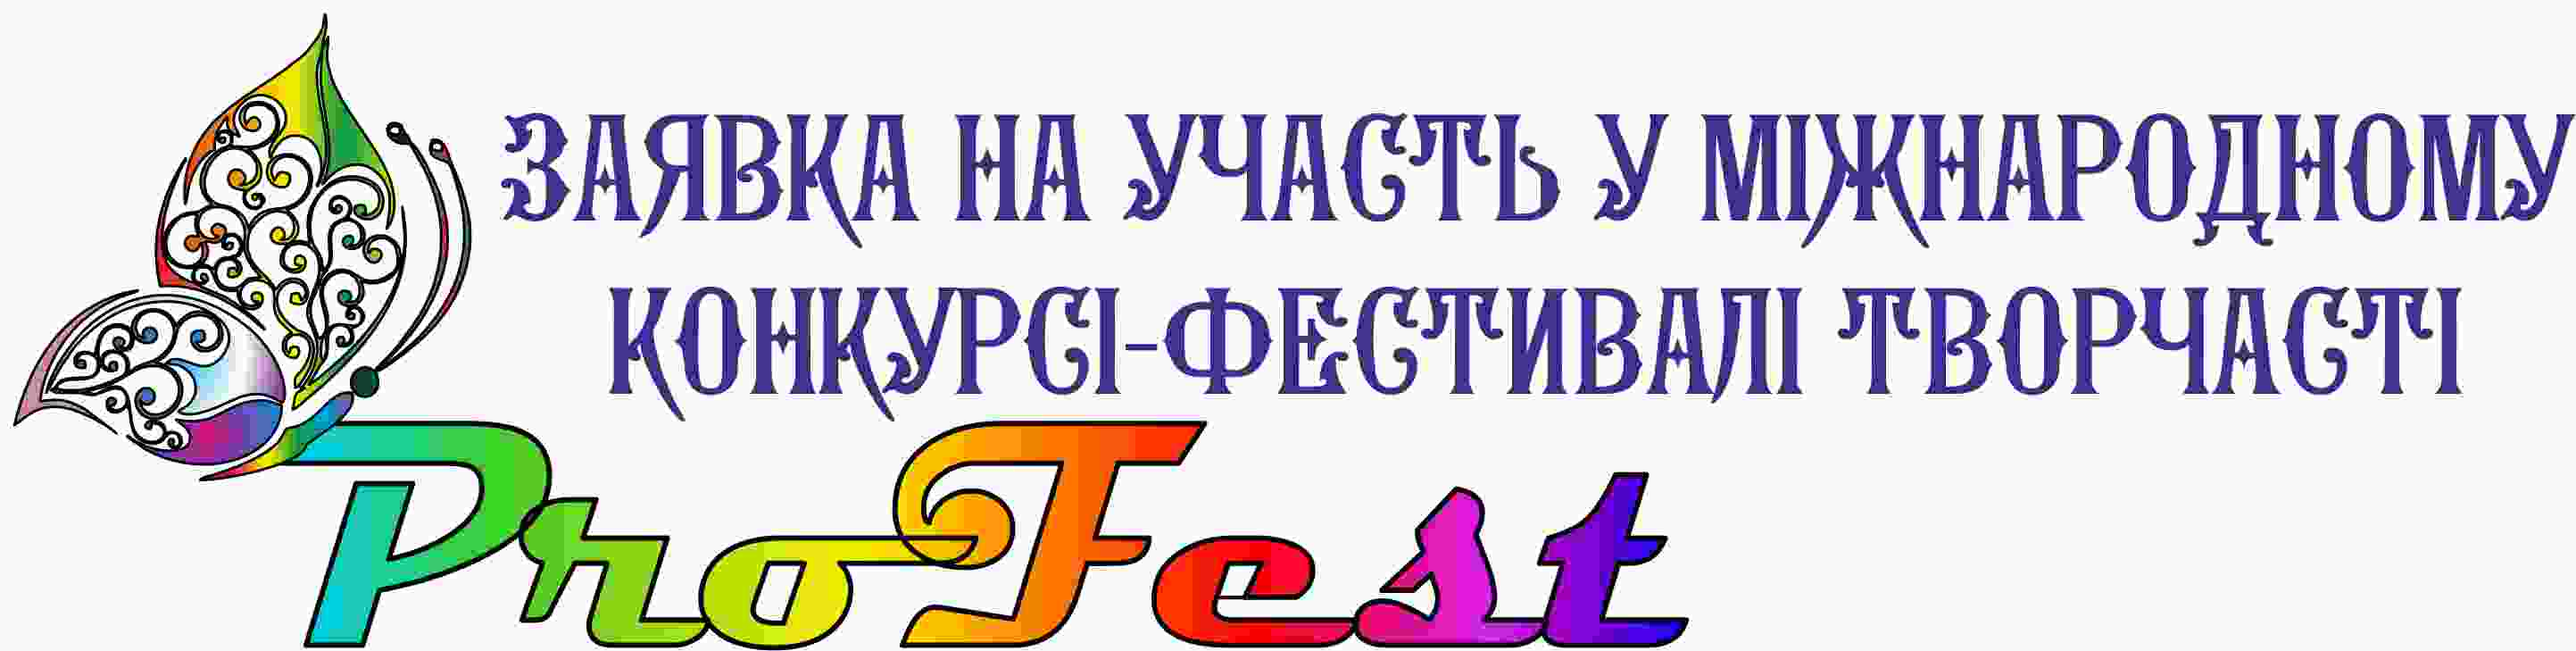 ЗАЯВКА НА УЧАСТЬ У МІЖНАРОДНОМУ
КОНКУРСІ-ФЕСТИВАЛІ ТВОРЧАСТІ
ProFest